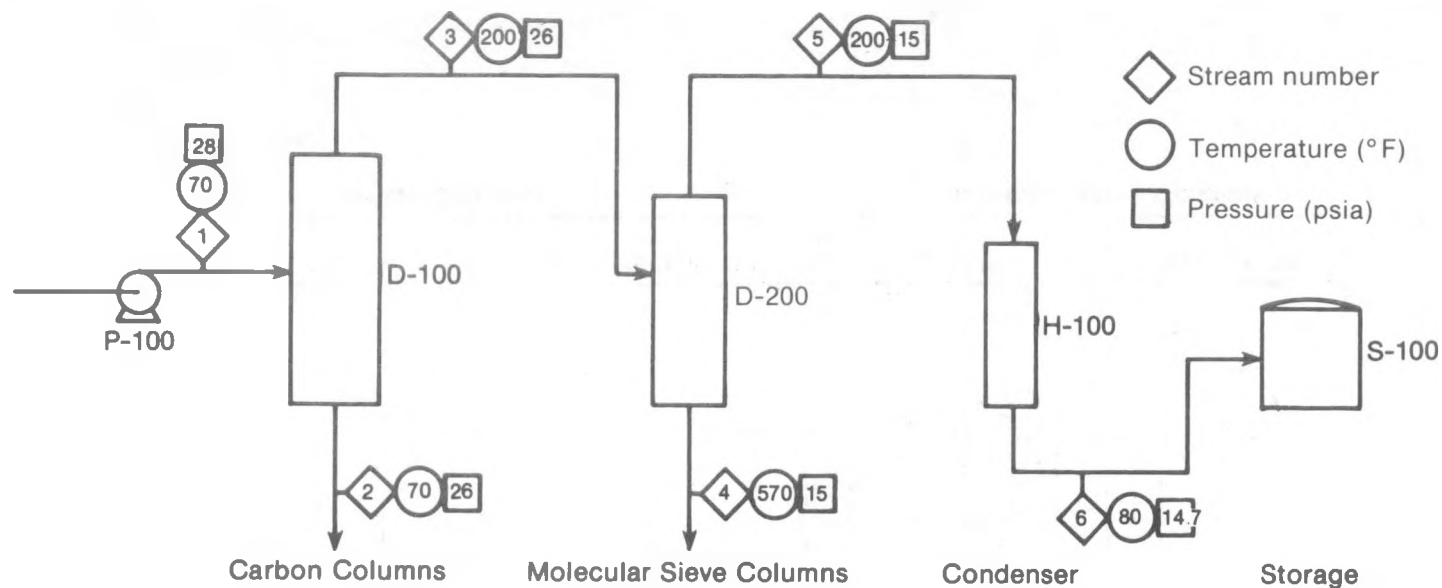 3 200 26
5 200 15
Stream number
28
70
1
Temperature (°F)
Pressure (psia)
D-100
D-200
P-100
H-100
S-100
2 70 26
4 570 15
6 80 14.7
Carbon Columns
Molecular Sieve Columns
Condenser
Storage